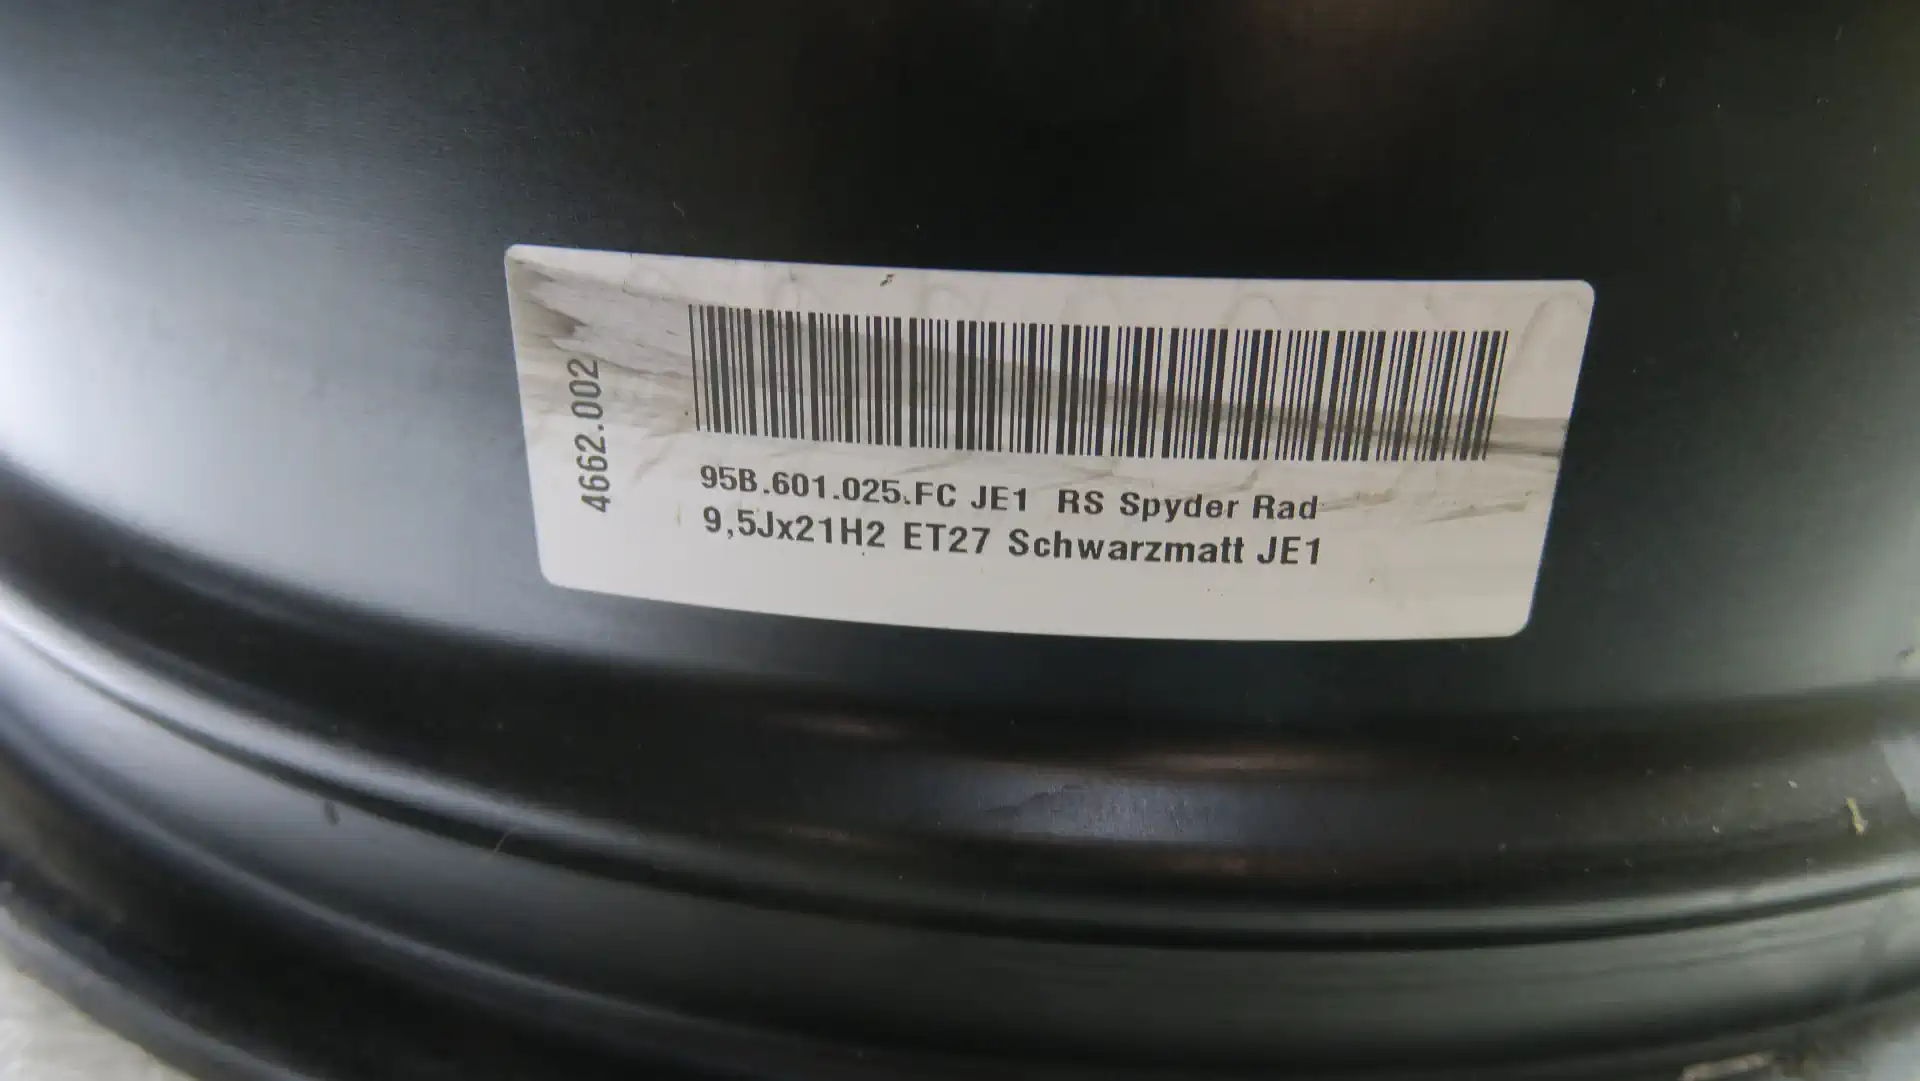 4662.002
95B.601.025.FC JE1 RS Spyder Rad
9,5Jx21H2 ET27 Schwarzmatt JE1